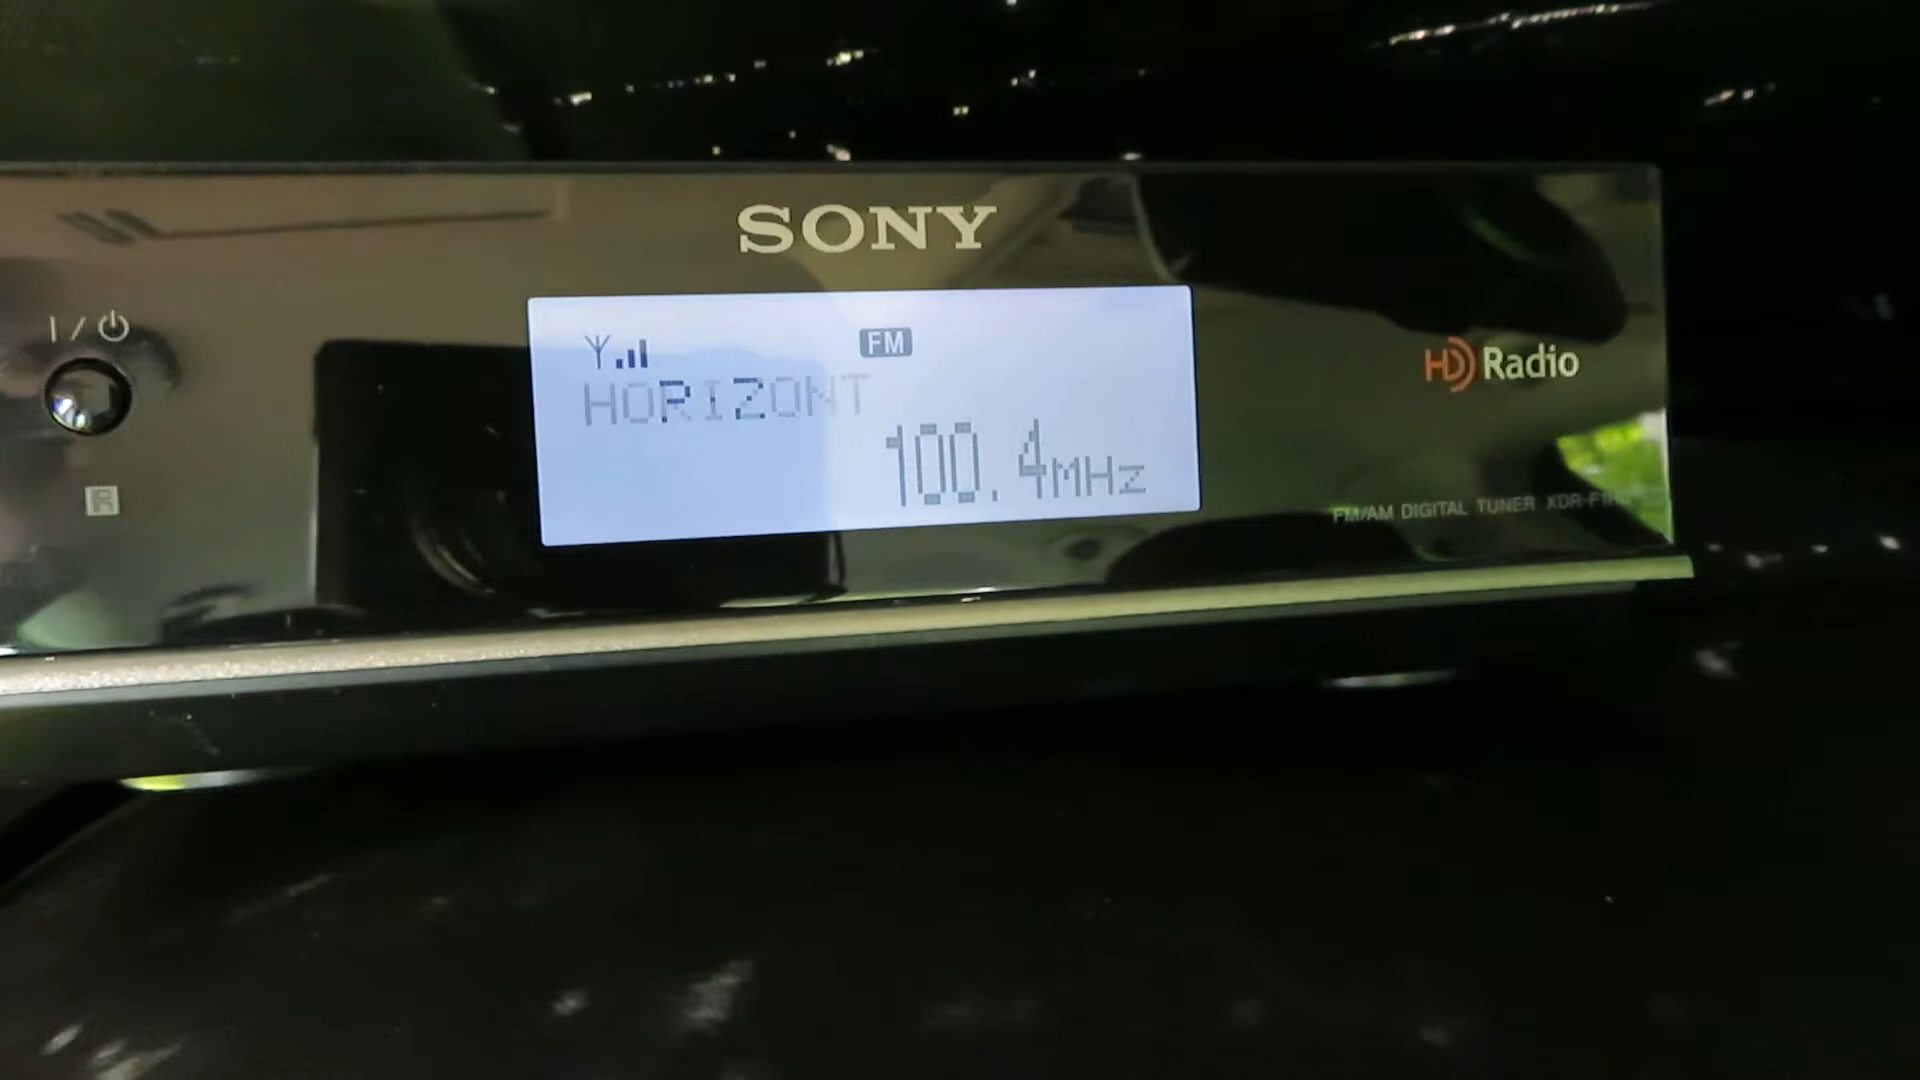 SONY
I/⏻
FM
HORIZONT
100.4MHz
HD Radio
R
FM/AM DIGITAL TUNER